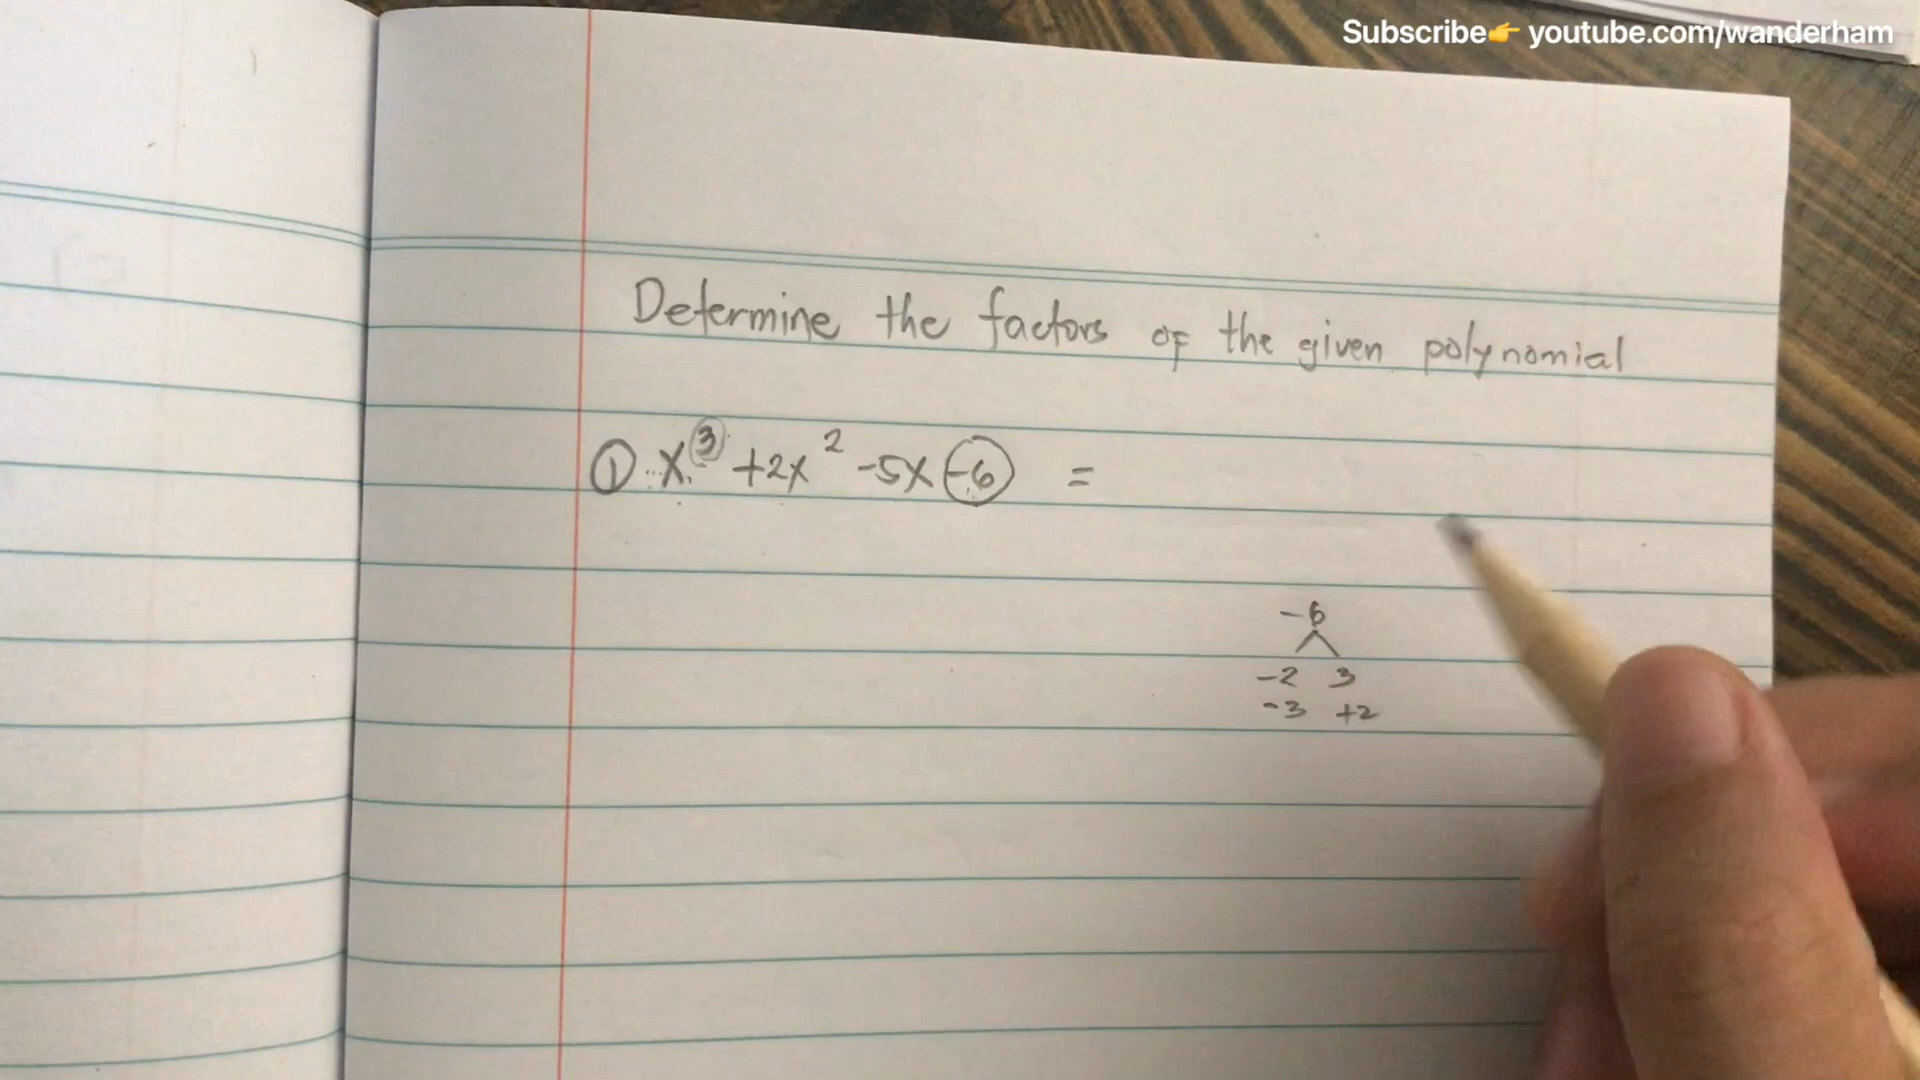 Subscribe👉 youtube.com/wanderham
Determine the factors of the given polynomial
① x³ +2x² -5x -6 =
-6
-2 3
-3 +2